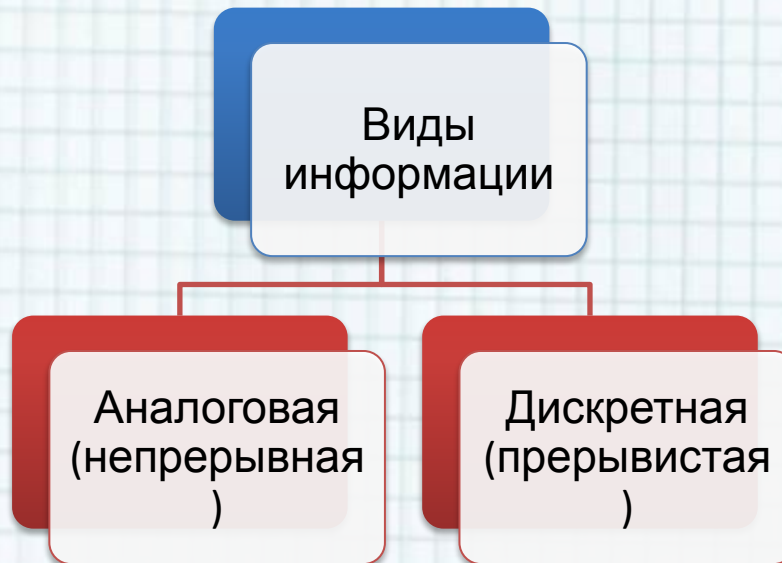 Виды
информации
Аналоговая
(непрерывная
)
Дискретная
(прерывистая
)